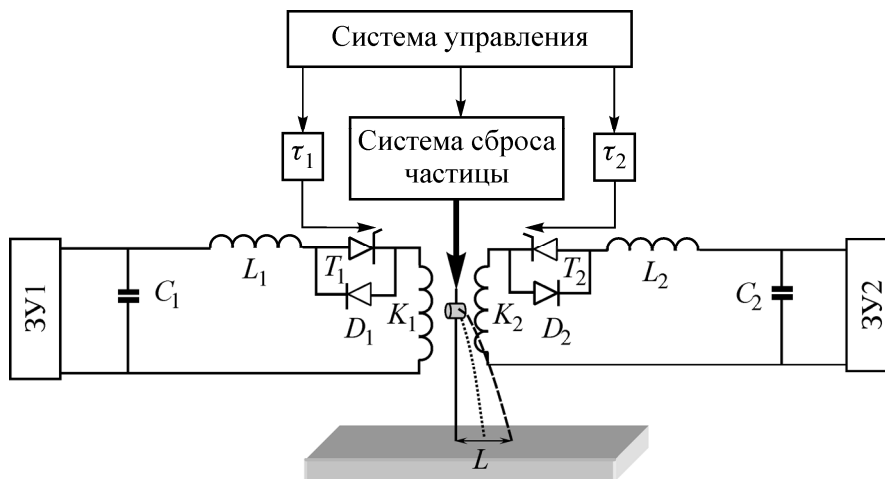 Система управления
Система сброса
частицы
τ1
τ2
ЗУ1
C1
L1
T1
D1
K1
K2
T2
D2
L2
C2
ЗУ2
L